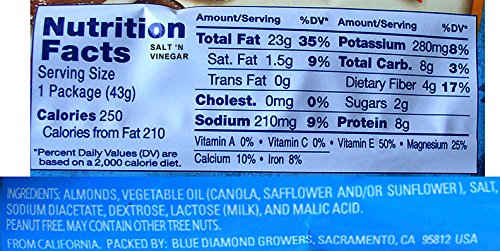 Nutrition
Facts SALT 'N
VINEGAR
Serving Size
1 Package (43g)
Calories 250
Calories from Fat 210
*Percent Daily Values (DV) are
based on a 2,000 calorie diet.
Amount/Serving %DV* Amount/Serving %DV*
Total Fat 23g 35% Potassium 280mg 8%
Sat. Fat 1.5g 9% Total Carb. 8g 3%
Trans Fat 0g Dietary Fiber 4g 17%
Cholest. 0mg 0% Sugars 2g
Sodium 210mg 9% Protein 8g
Vitamin A 0% • Vitamin C 0% • Vitamin E 50% • Magnesium 25%
Calcium 10% • Iron 8%
INGREDIENTS: ALMONDS, VEGETABLE OIL (CANOLA, SAFFLOWER AND/OR SUNFLOWER), SALT,
SODIUM DIACETATE, DEXTROSE, LACTOSE (MILK), AND MALIC ACID.
PEANUT FREE. MAY CONTAIN OTHER TREE NUTS.
FROM CALIFORNIA. PACKED BY: BLUE DIAMOND GROWERS, SACRAMENTO, CA 95812 USA